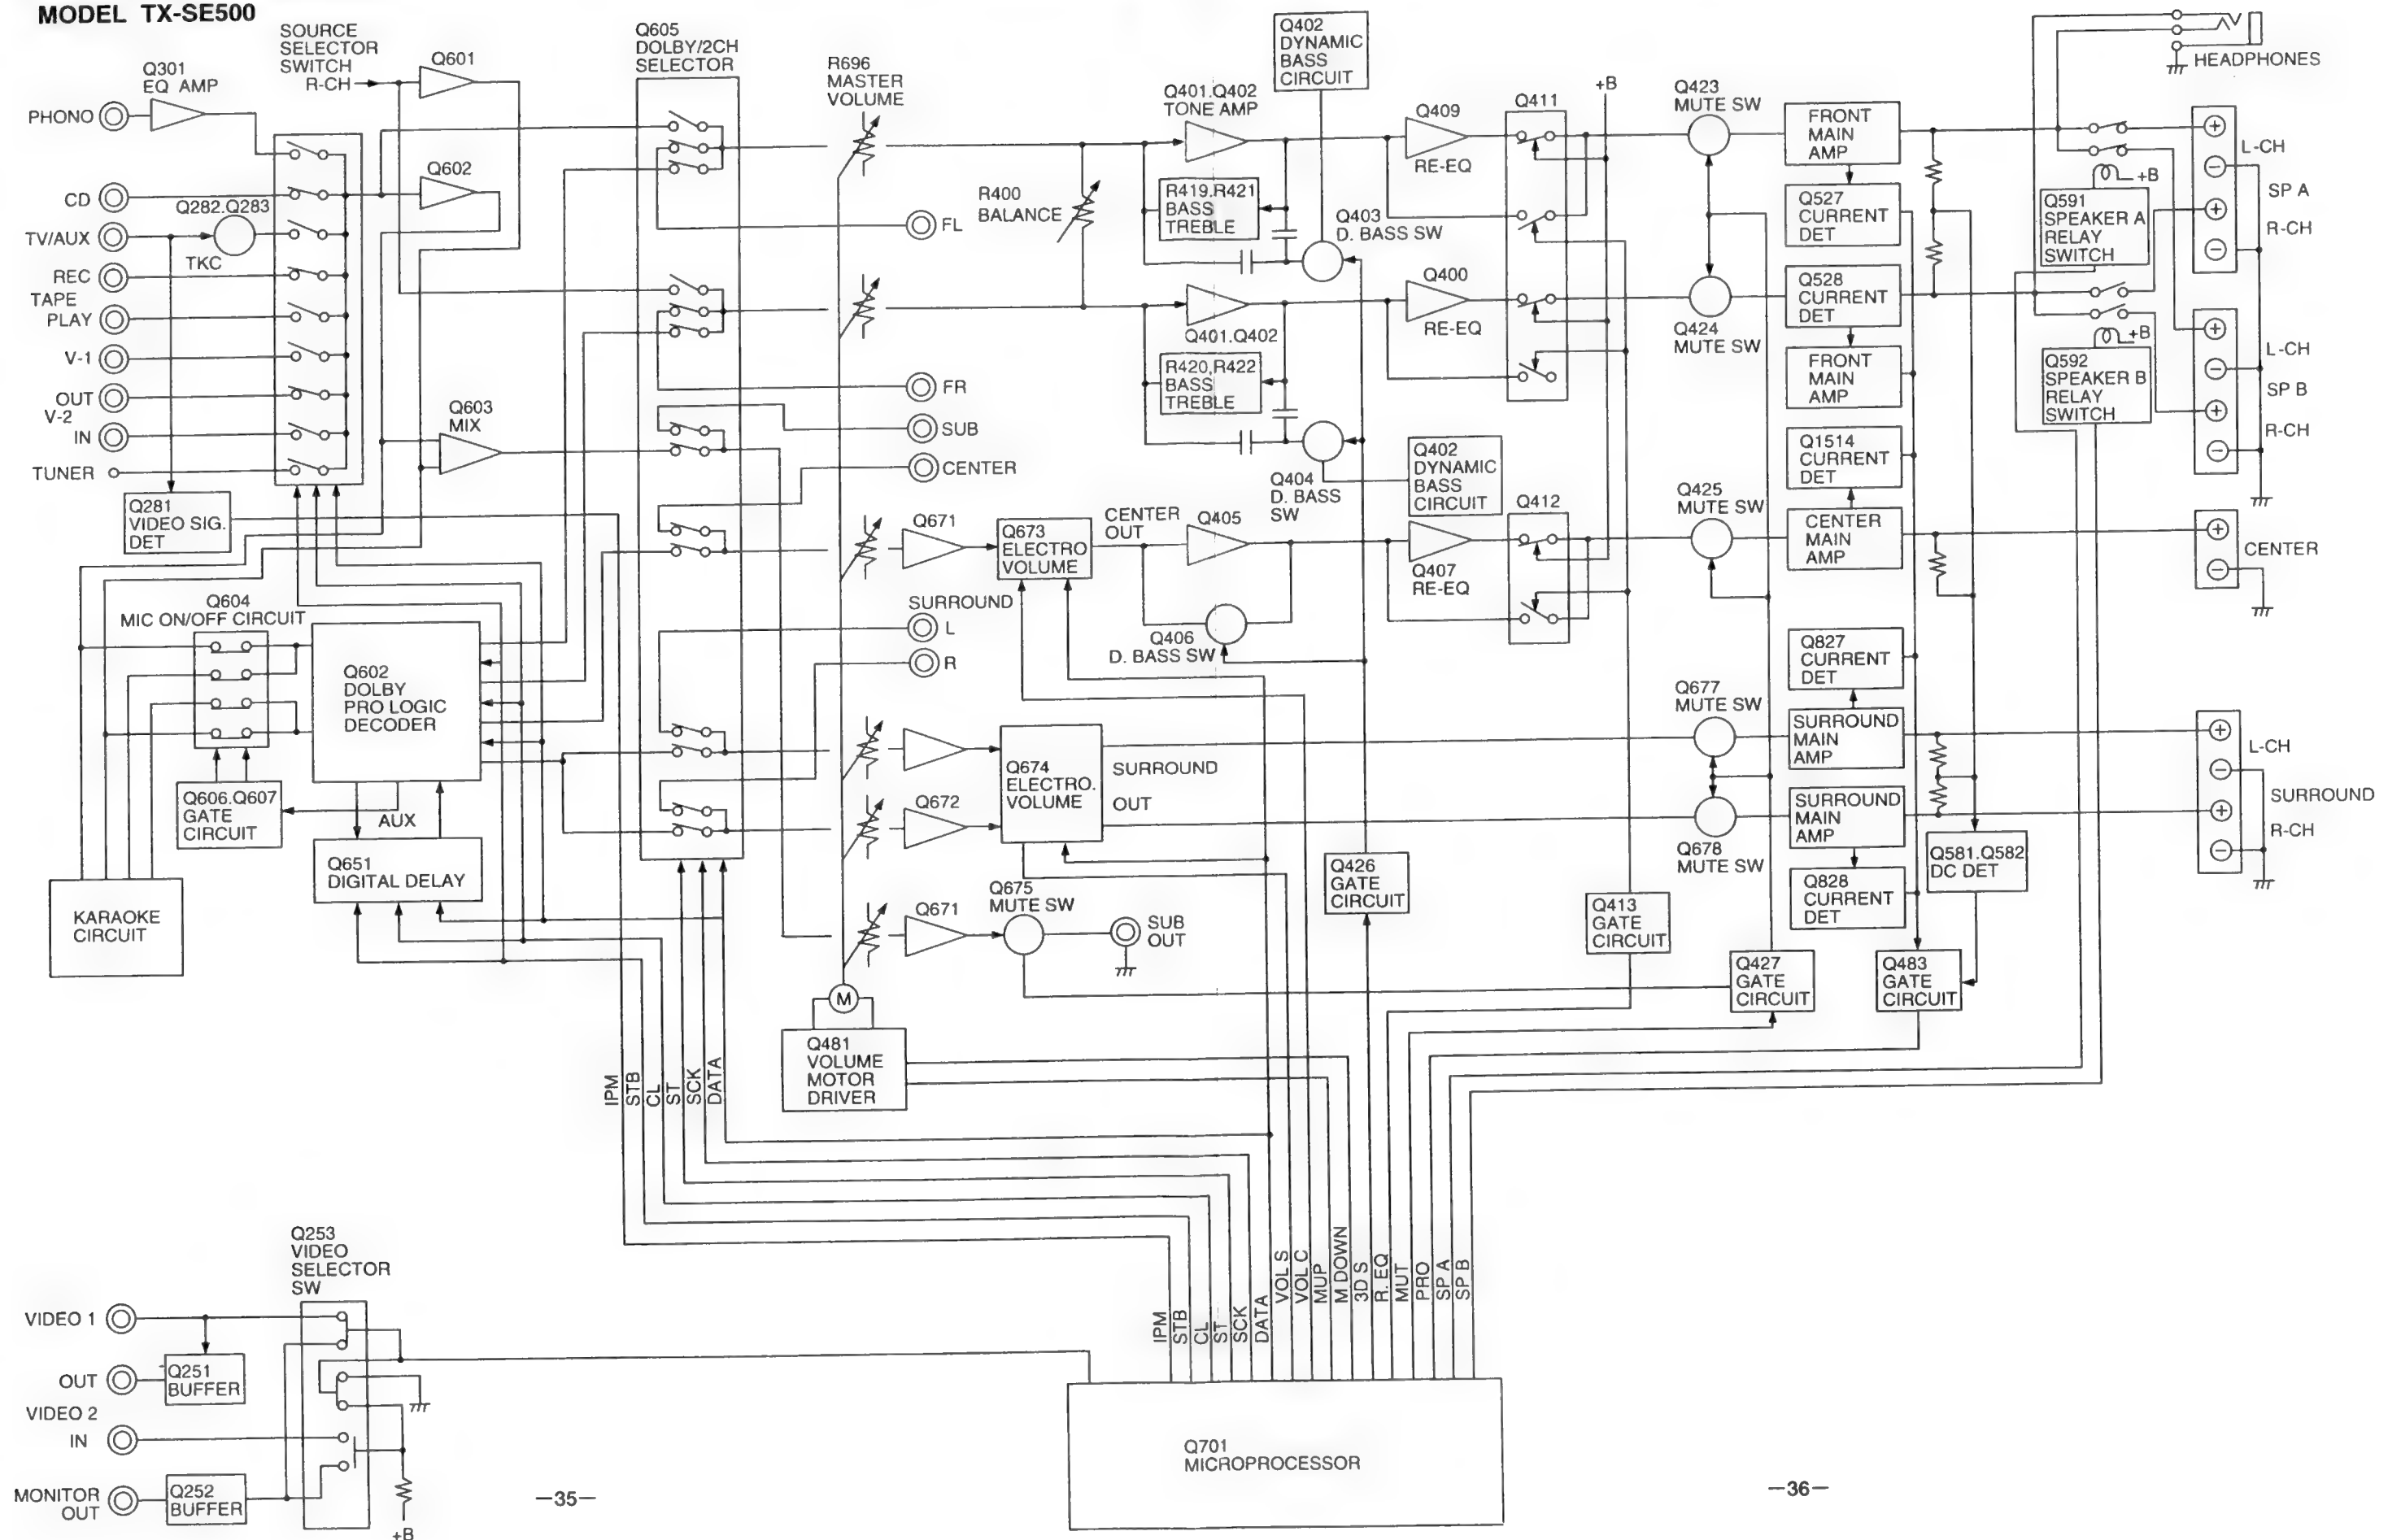 MODEL TX-SE500
Q301
EQ AMP
PHONO
CD
TV/AUX
REC
TAPE
PLAY
V-1
OUT
V-2
IN
TUNER
Q282.Q283
TKC
Q281
VIDEO SIG.
DET
SOURCE
SELECTOR
SWITCH
R-CH
Q601
Q602
Q603
MIX
Q604
MIC ON/OFF CIRCUIT
Q602
DOLBY
PRO LOGIC
DECODER
Q606.Q607
GATE
CIRCUIT
AUX
Q651
DIGITAL DELAY
KARAOKE
CIRCUIT
Q605
DOLBY/2CH
SELECTOR
R696
MASTER
VOLUME
FL
FR
SUB
CENTER
SURROUND
L
R
R400
BALANCE
Q401.Q402
TONE AMP
R419.R421
BASS
TREBLE
Q402
DYNAMIC
BASS
CIRCUIT
Q403
D. BASS SW
Q401.Q402
R420,R422
BASS
TREBLE
Q404
D. BASS
SW
Q402
DYNAMIC
BASS
CIRCUIT
Q409
RE-EQ
Q400
RE-EQ
Q411
+B
Q671
Q673
ELECTRO
VOLUME
CENTER
OUT
Q405
Q406
D. BASS SW
Q407
RE-EQ
Q412
Q672
Q674
ELECTRO.
VOLUME
SURROUND
OUT
Q671
Q675
MUTE SW
SUB
OUT
M
Q481
VOLUME
MOTOR
DRIVER
Q426
GATE
CIRCUIT
Q413
GATE
CIRCUIT
Q427
GATE
CIRCUIT
Q483
GATE
CIRCUIT
Q423
MUTE SW
Q424
MUTE SW
Q425
MUTE SW
Q677
MUTE SW
Q678
MUTE SW
FRONT
MAIN
AMP
Q527
CURRENT
DET
Q528
CURRENT
DET
FRONT
MAIN
AMP
Q1514
CURRENT
DET
CENTER
MAIN
AMP
Q827
CURRENT
DET
SURROUND
MAIN
AMP
SURROUND
MAIN
AMP
Q828
CURRENT
DET
Q581.Q582
DC DET
HEADPHONES
+B
Q591
SPEAKER A
RELAY
SWITCH
+B
Q592
SPEAKER B
RELAY
SWITCH
L-CH
SP A
R-CH
L-CH
SP B
R-CH
CENTER
L-CH
SURROUND
R-CH
IPM
STB
CL
ST
SCK
DATA
IPM
STB
CL
ST
SCK
DATA
VOL S
VOL C
MUP
M DOWN
3D S
R. EQ
MUT
PRO
SP A
SP B
Q701
MICROPROCESSOR
Q253
VIDEO
SELECTOR
SW
VIDEO 1
OUT
Q251
BUFFER
VIDEO 2
IN
MONITOR
OUT
Q252
BUFFER
+B
—35—
—36—